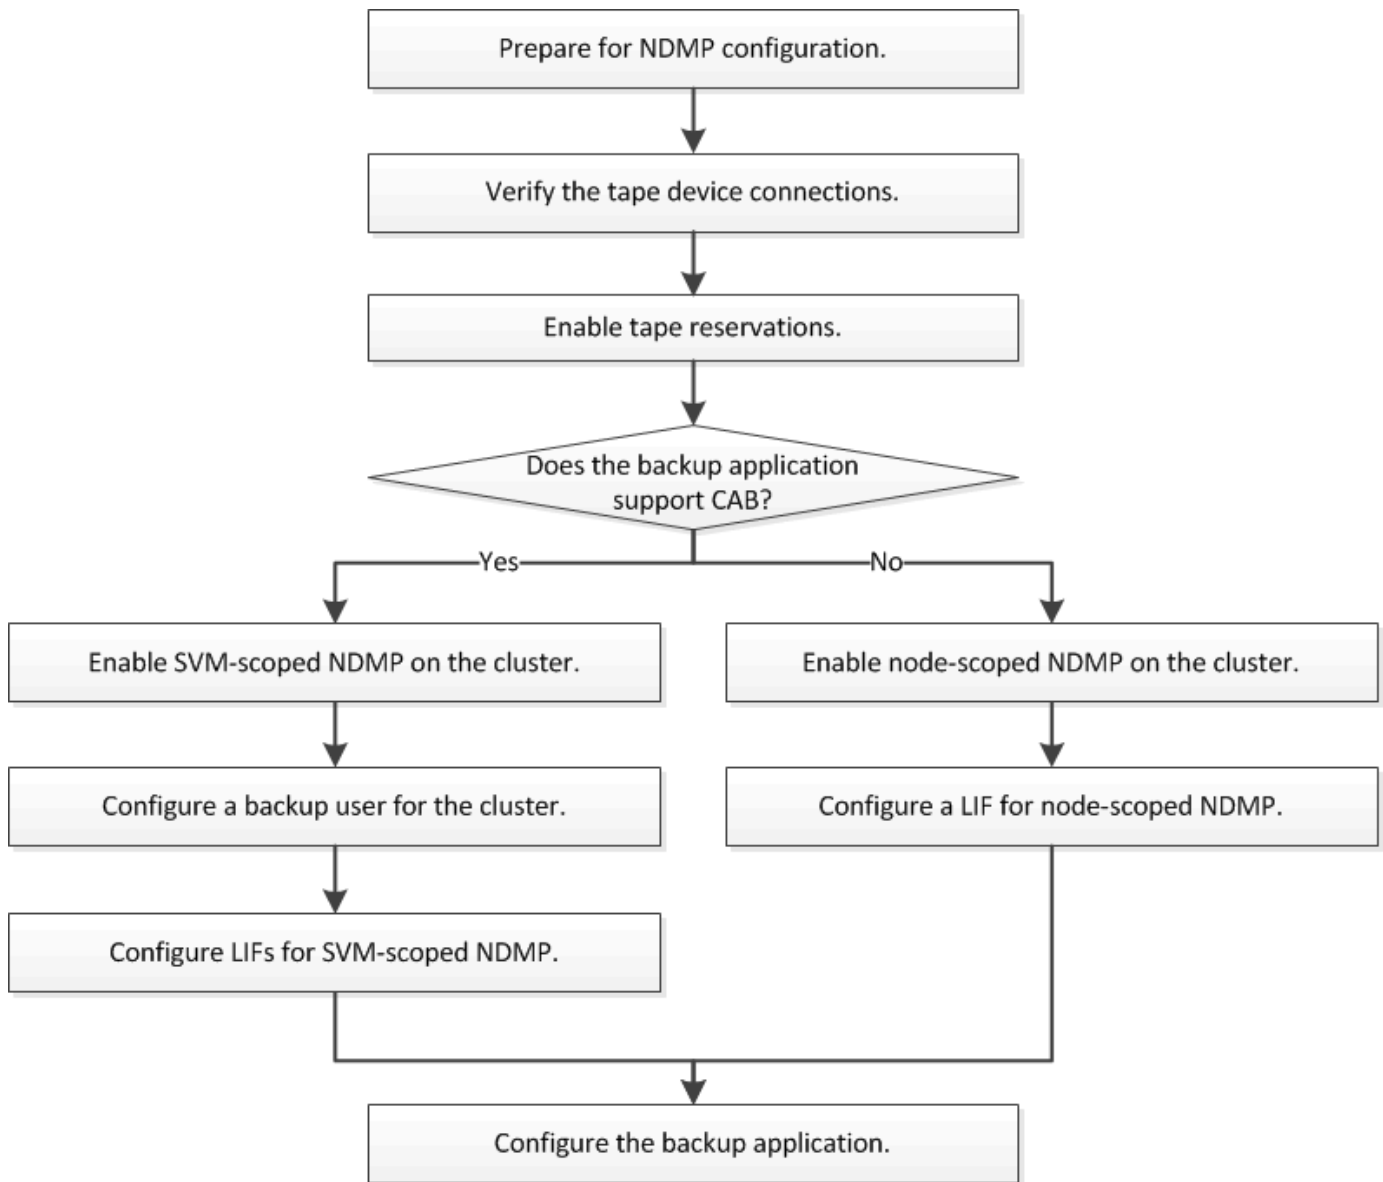 Prepare for NDMP configuration.
Verify the tape device connections.
Enable tape reservations.
Does the backup application
support CAB?
Yes
No
Enable SVM-scoped NDMP on the cluster.
Enable node-scoped NDMP on the cluster.
Configure a backup user for the cluster.
Configure a LIF for node-scoped NDMP.
Configure LIFs for SVM-scoped NDMP.
Configure the backup application.